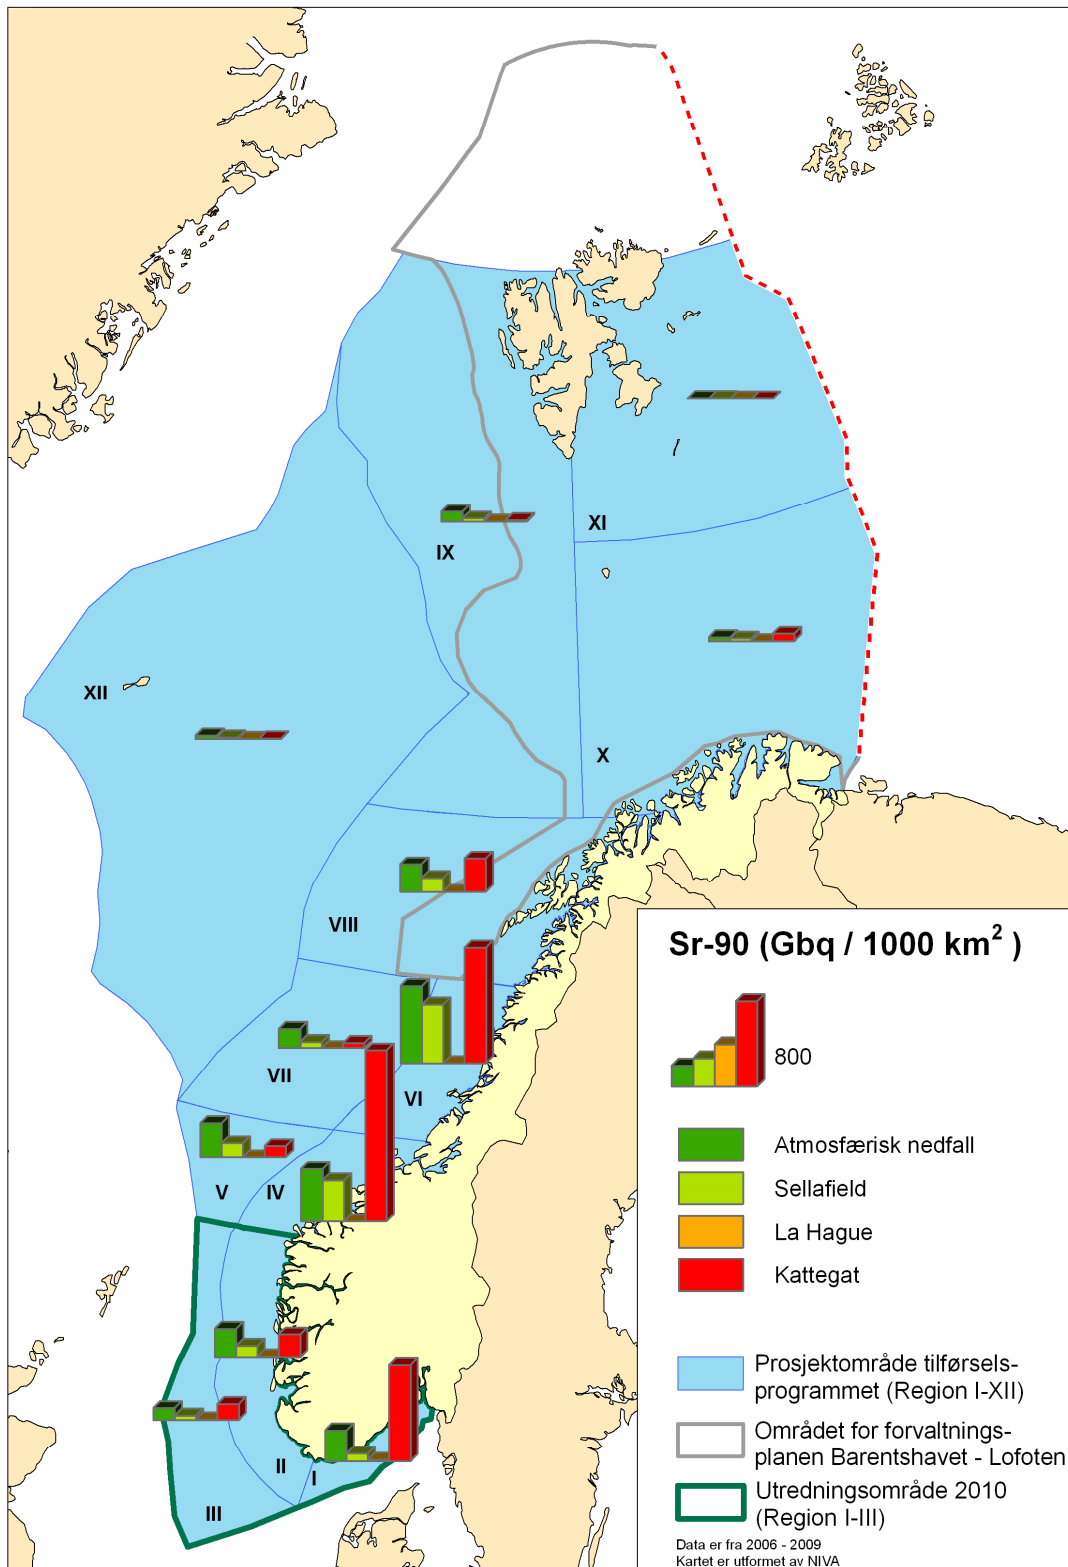 XI
IX
XII
X
VIII
VII
VI
V
IV
II
I
III
Sr-90 (Gbq / 1000 km² )
800
Atmosfærisk nedfall
Sellafield
La Hague
Kattegat
Prosjektområde tilførsels-
programmet (Region I-XII)
Området for forvaltnings-
planen Barentshavet - Lofoten
Utredningsområde 2010
(Region I-III)
Data er fra 2006 - 2009
Kartet er utformet av NIVA